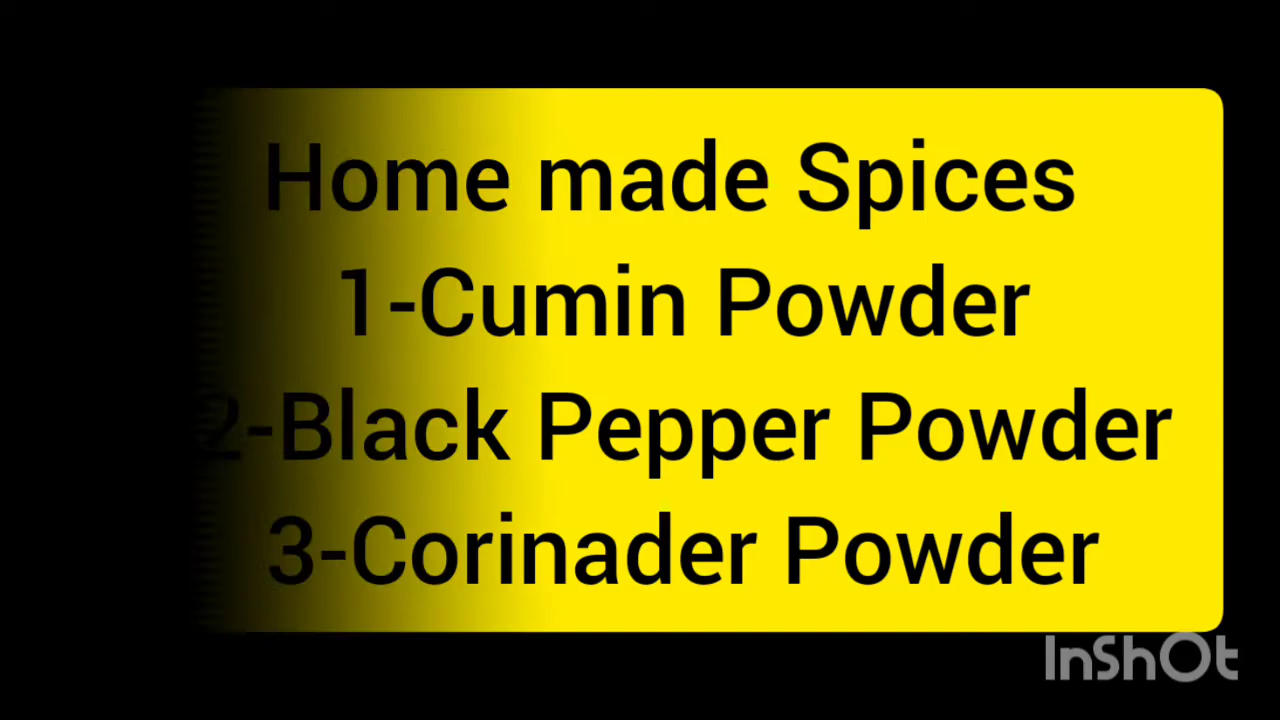 Home made Spices
1-Cumin Powder
2-Black Pepper Powder
3-Corinader Powder
InShOt